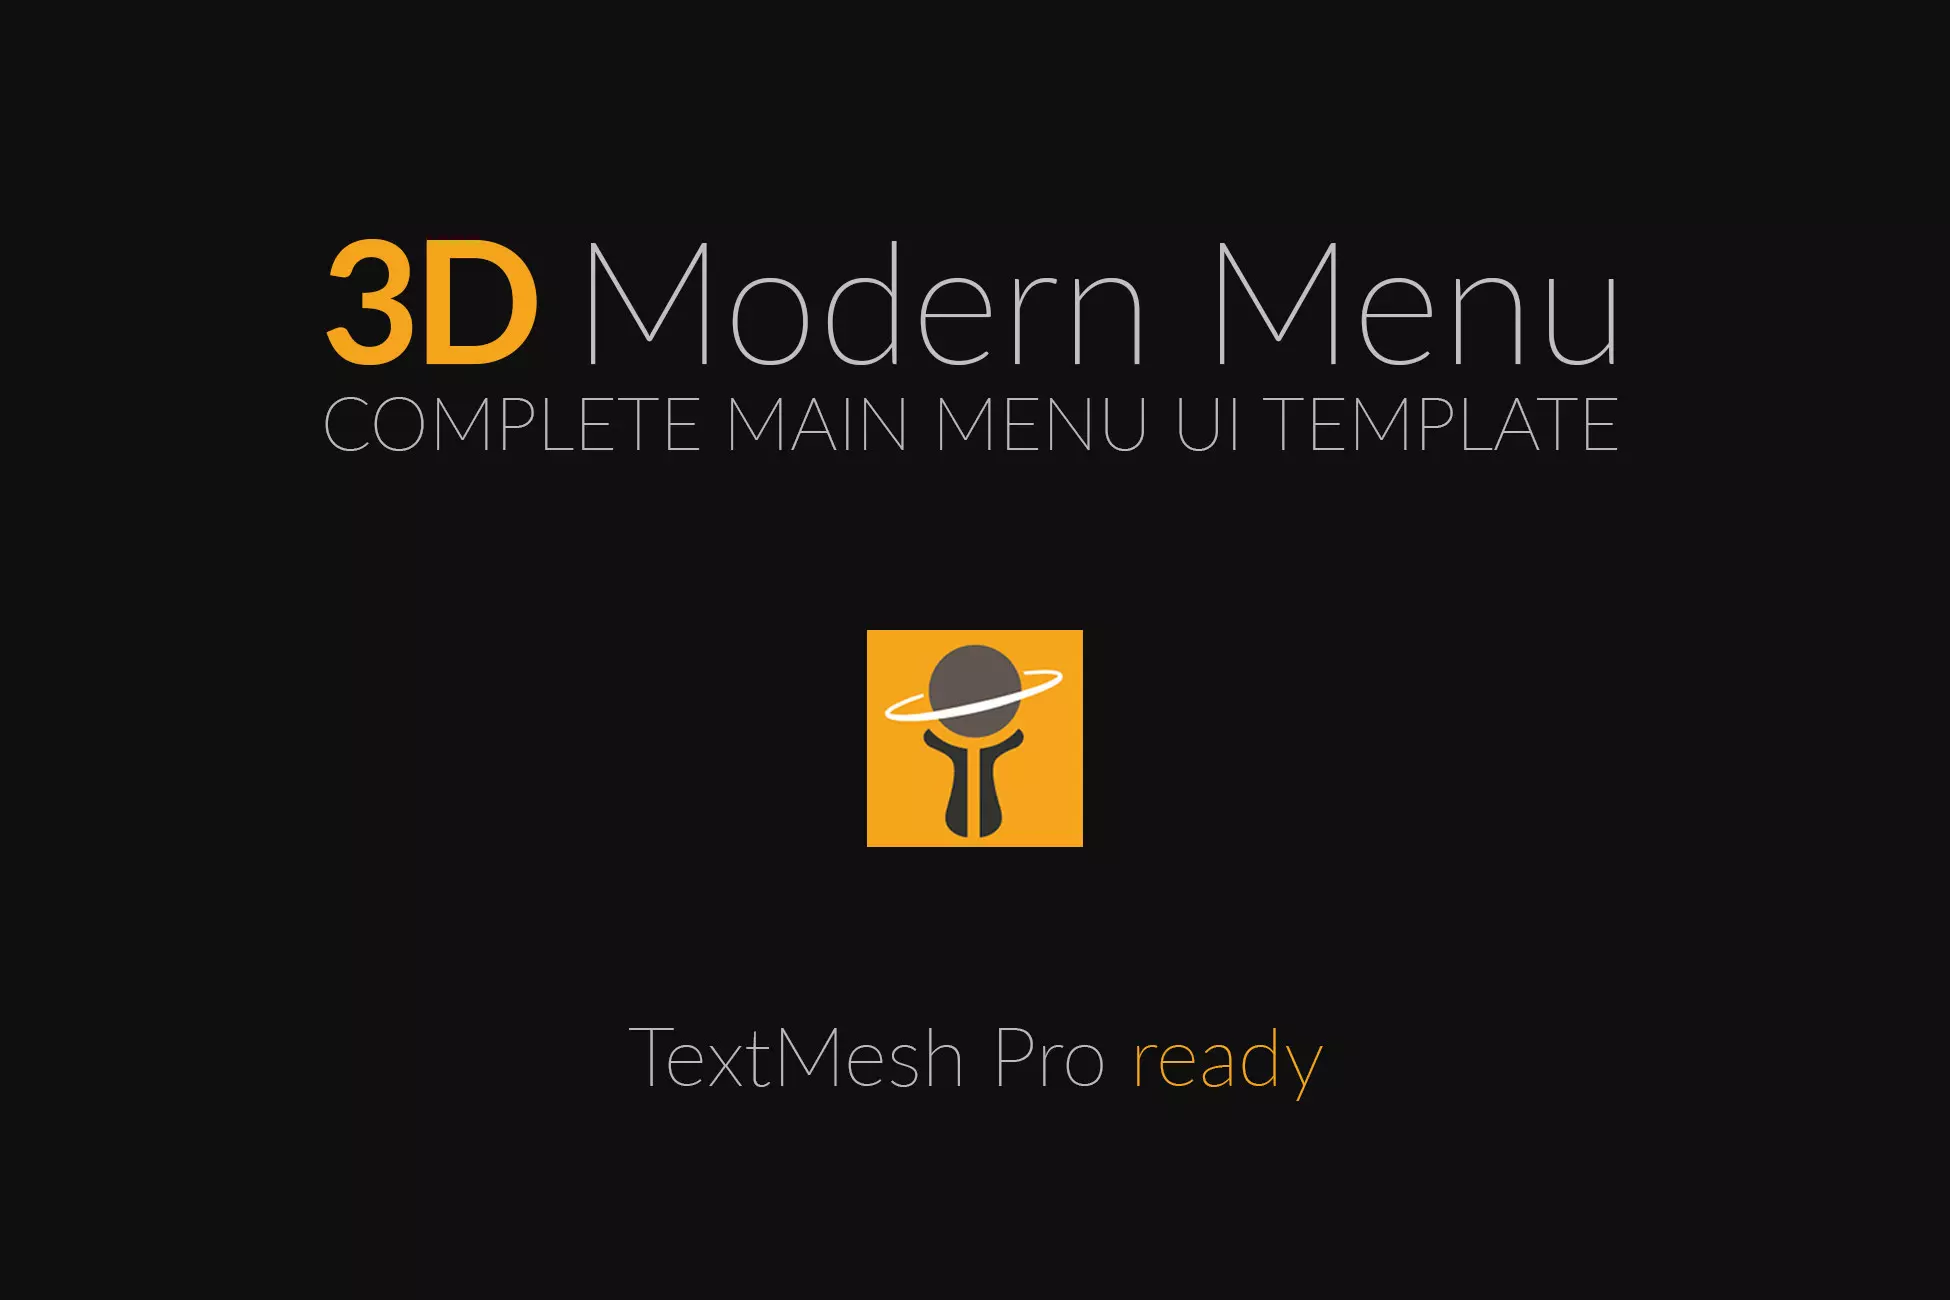 3D Modern Menu
COMPLETE MAIN MENU UI TEMPLATE
TextMesh Pro ready